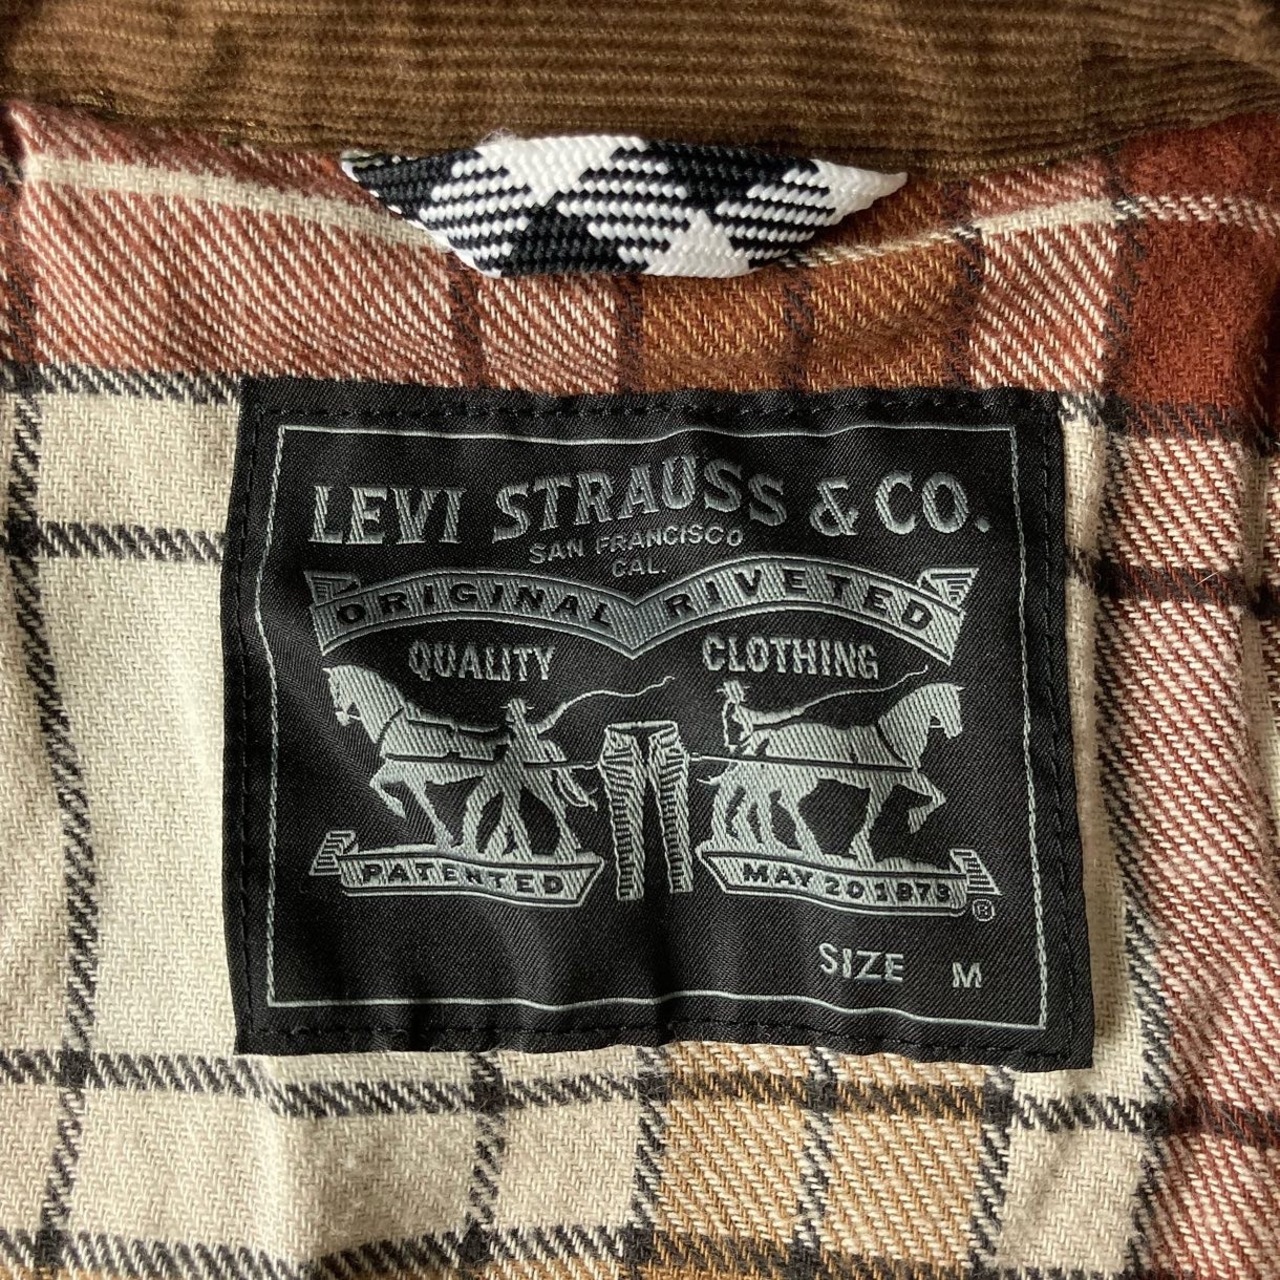 LEVI STRAUSS & CO.
SAN FRANCISCO
CAL.
ORIGINAL RIVETED
QUALITY CLOTHING
PATENTED MAY 20 1873
®
SIZE M